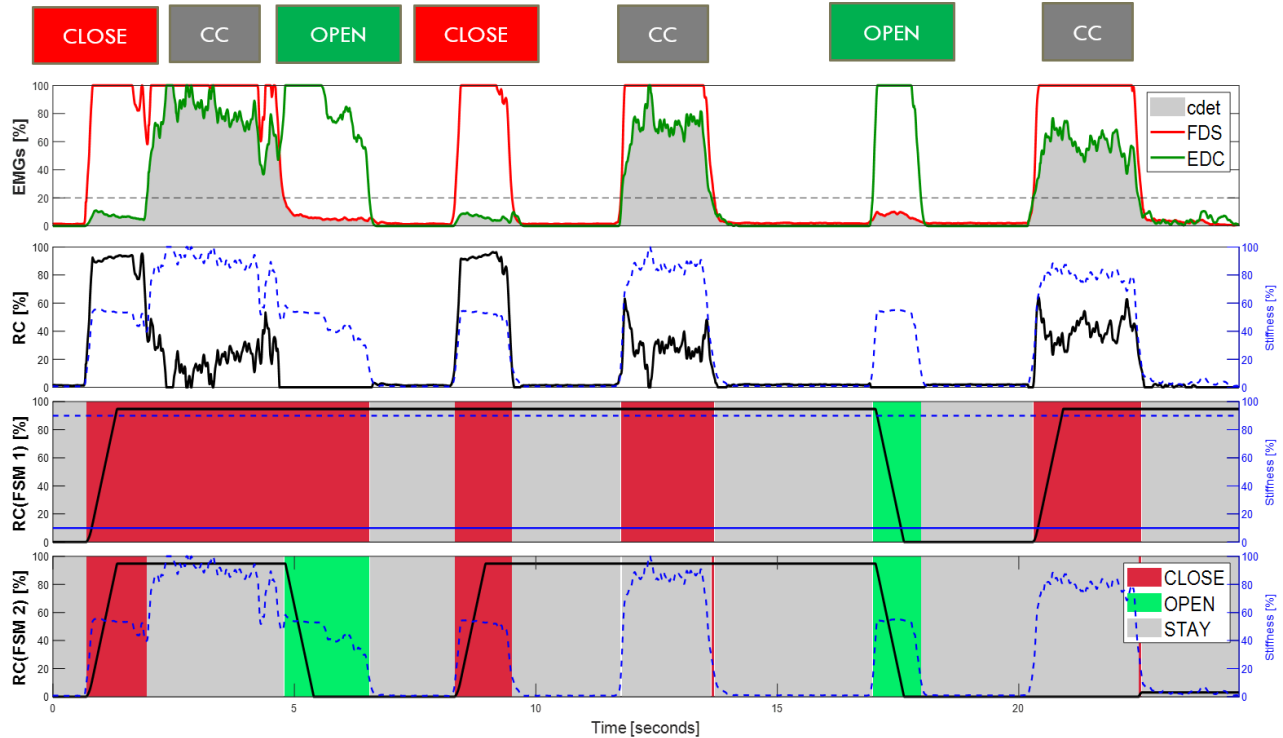 CLOSE CC OPEN CLOSE CC OPEN CC
EMGs [%]
100
80
60
40
20
0
cdet
FDS
EDC
RC [%]
100
80
60
40
20
0
100
80
60
40
20
0
Stiffness [%]
RC(FSM 1) [%]
100
80
60
40
20
0
100
80
60
40
20
0
Stiffness [%]
RC(FSM 2) [%]
100
80
60
40
20
0
CLOSE
OPEN
STAY
100
80
60
40
20
0
Stiffness [%]
0 5 10 15 20
Time [seconds]